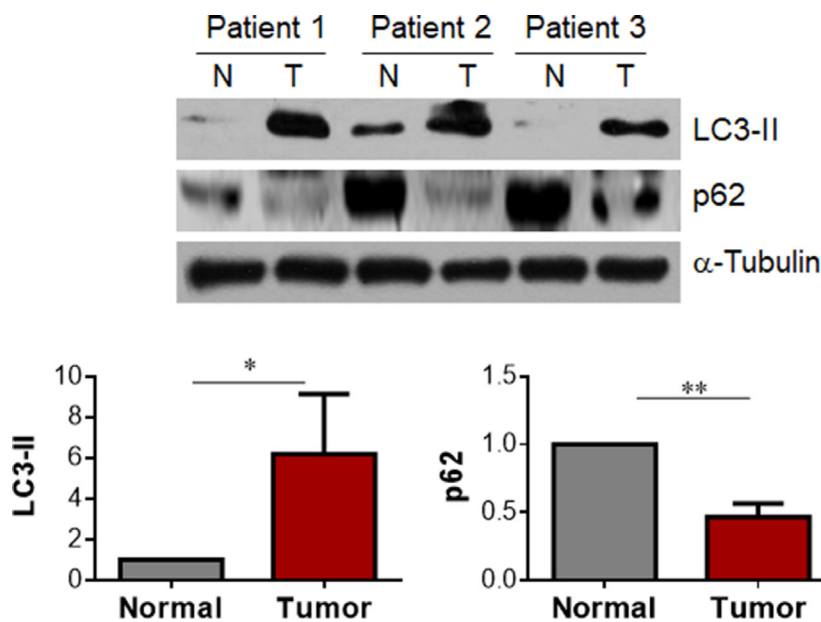 Patient 1 Patient 2 Patient 3
N T N T N T
LC3-II
p62
α-Tubulin
* **
LC3-II
10
8
6
4
2
0
Normal Tumor
p62
1.5
1.0
0.5
0.0
Normal Tumor